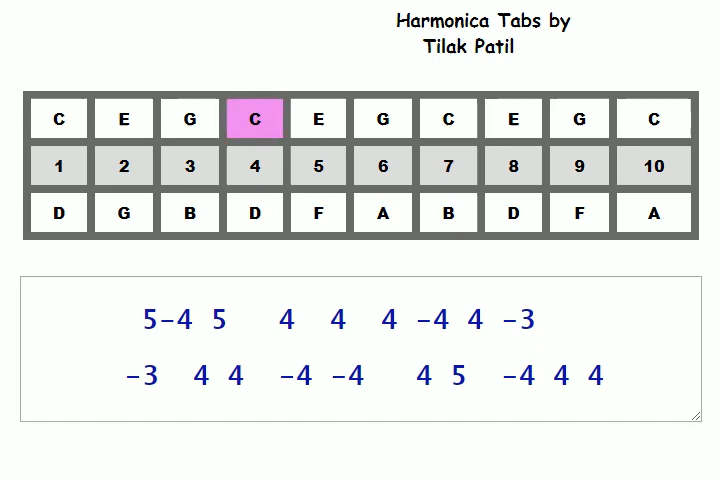 Harmonica Tabs by
Tilak Patil
C E G C E G C E G C
1 2 3 4 5 6 7 8 9 10
D G B D F A B D F A
5-4 5 4 4 4 -4 4 -3
-3 4 4 -4 -4 4 5 -4 4 4